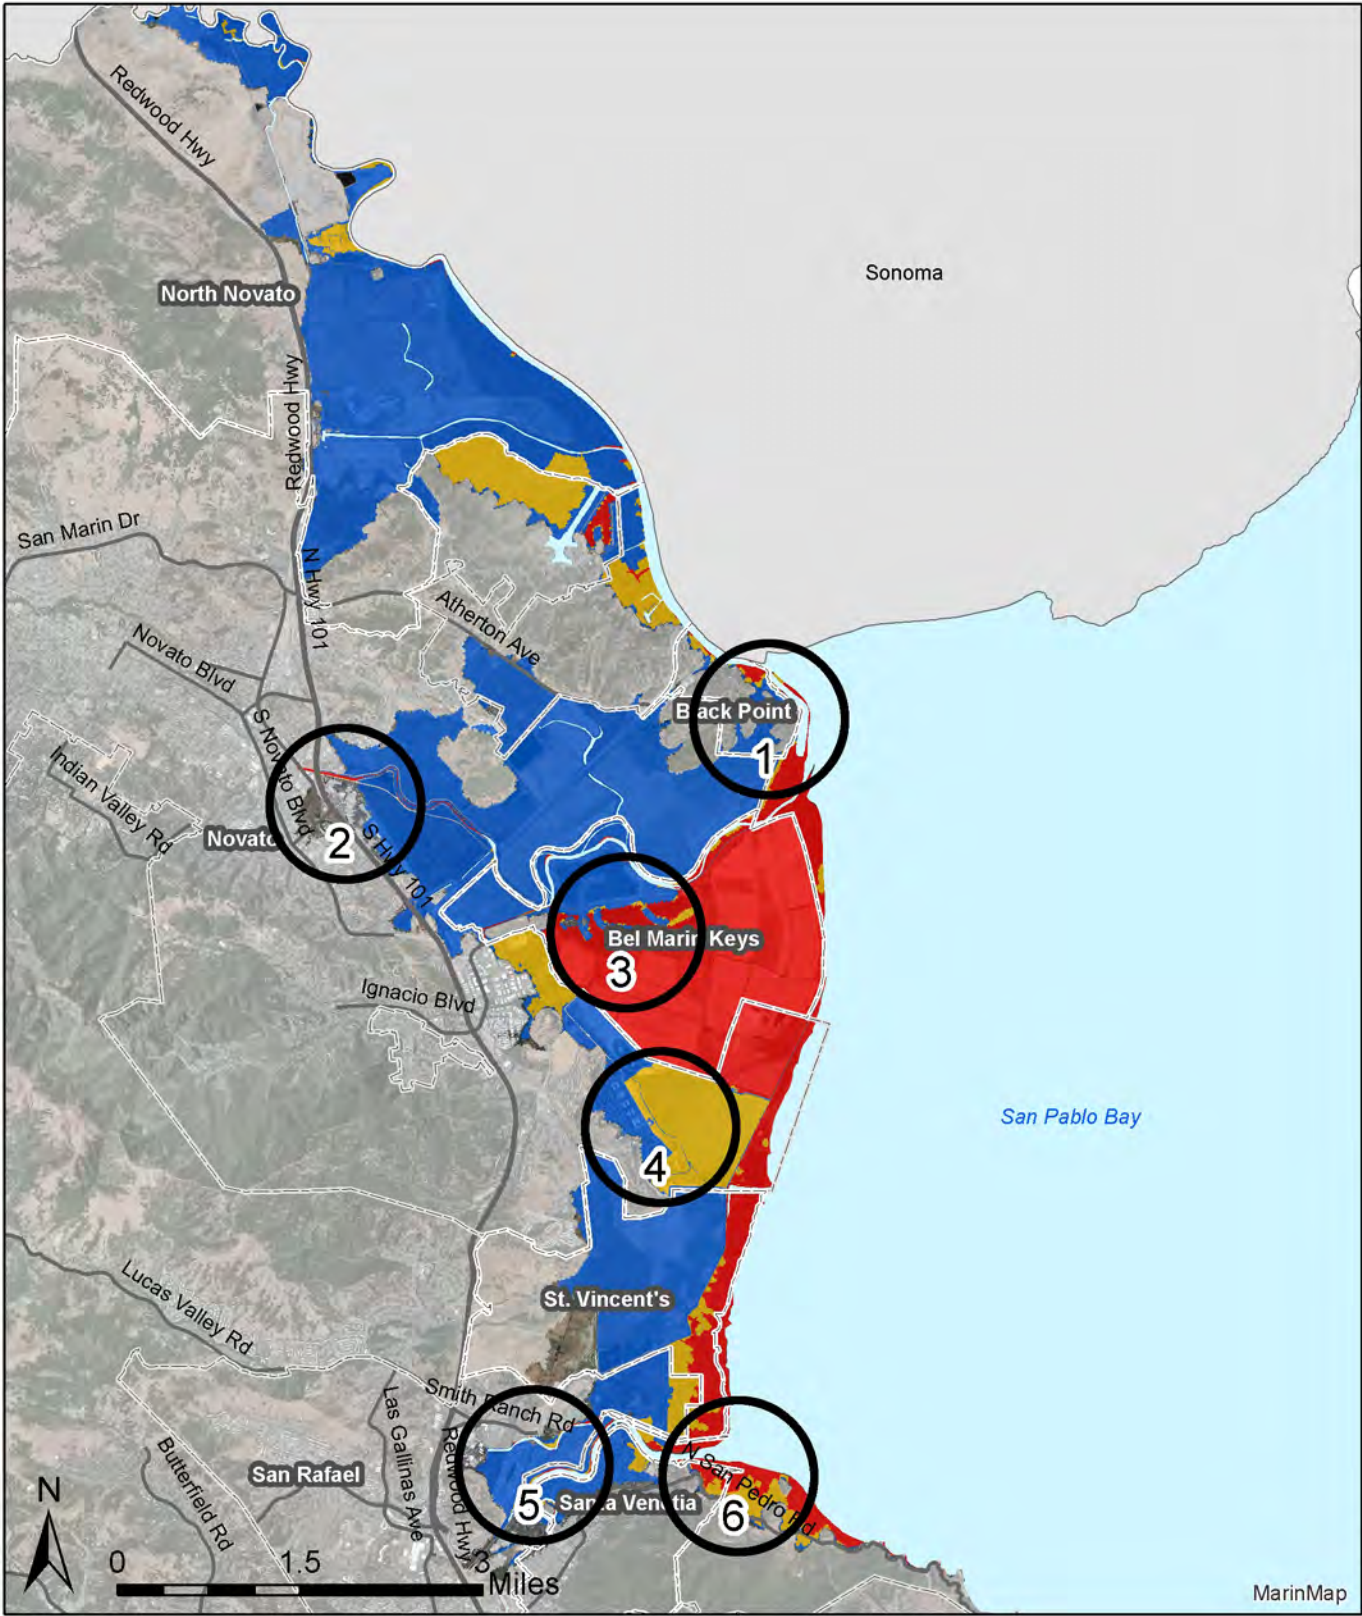 Redwood Hwy
Sonoma
North Novato
Redwood Hwy
San Marin Dr
N Hwy 101
Atherton Ave
Novato Blvd
Black Point
1
S Novato Blvd
Indian Valley Rd
Novato
2
S Hwy 101
Bel Marin Keys
3
Ignacio Blvd
San Pablo Bay
4
Lucas Valley Rd
St. Vincent's
Smith Ranch Rd
Las Gallinas Ave
Redwood Hwy
Butterfield Rd
San Rafael
N San Pedro Rd
5
Santa Venetia
6
N
0 1.5 3
Miles
MarinMap